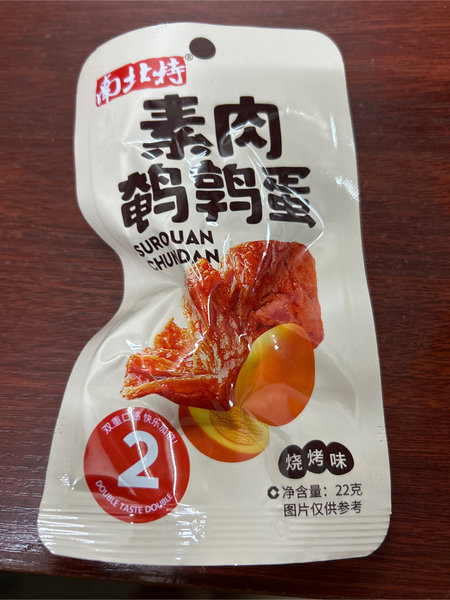 南北特®
素肉
鹌鹑蛋
SUROUAN
CHUNDAN
双重口感 快乐加倍!
2
DOUBLE TASTE DOUBLE
烧烤味
净含量：22克
图片仅供参考